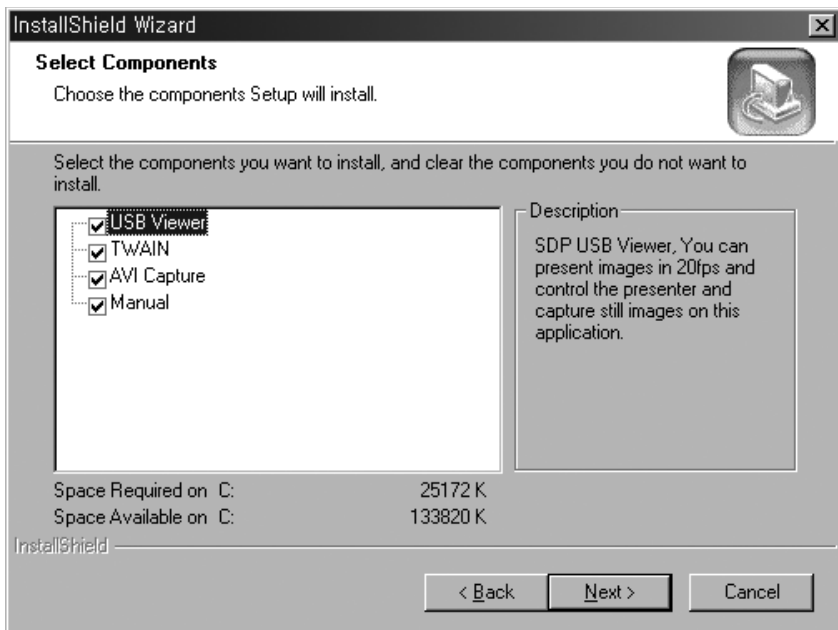 InstallShield Wizard
Select Components
Choose the components Setup will install.
Select the components you want to install, and clear the components you do not want to
install.
USB Viewer
TWAIN
AVI Capture
Manual
Description
SDP USB Viewer, You can
present images in 20fps and
control the presenter and
capture still images on this
application.
Space Required on C: 25172 K
Space Available on C: 133820 K
InstallShield
< Back Next > Cancel